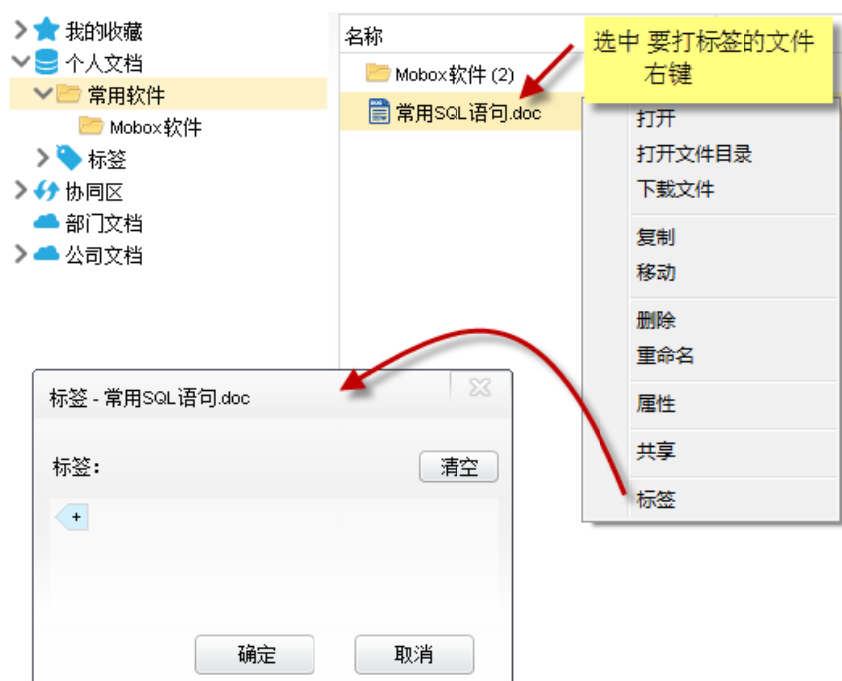 我的收藏
个人文档
常用软件
Mobox软件
标签
协同区
部门文档
公司文档
名称
Mobox软件 (2)
常用SQL语句.doc
选中 要打标签的文件
右键
打开
打开文件目录
下载文件
复制
移动
删除
重命名
属性
共享
标签
标签 - 常用SQL语句.doc
标签：
清空
+
确定
取消